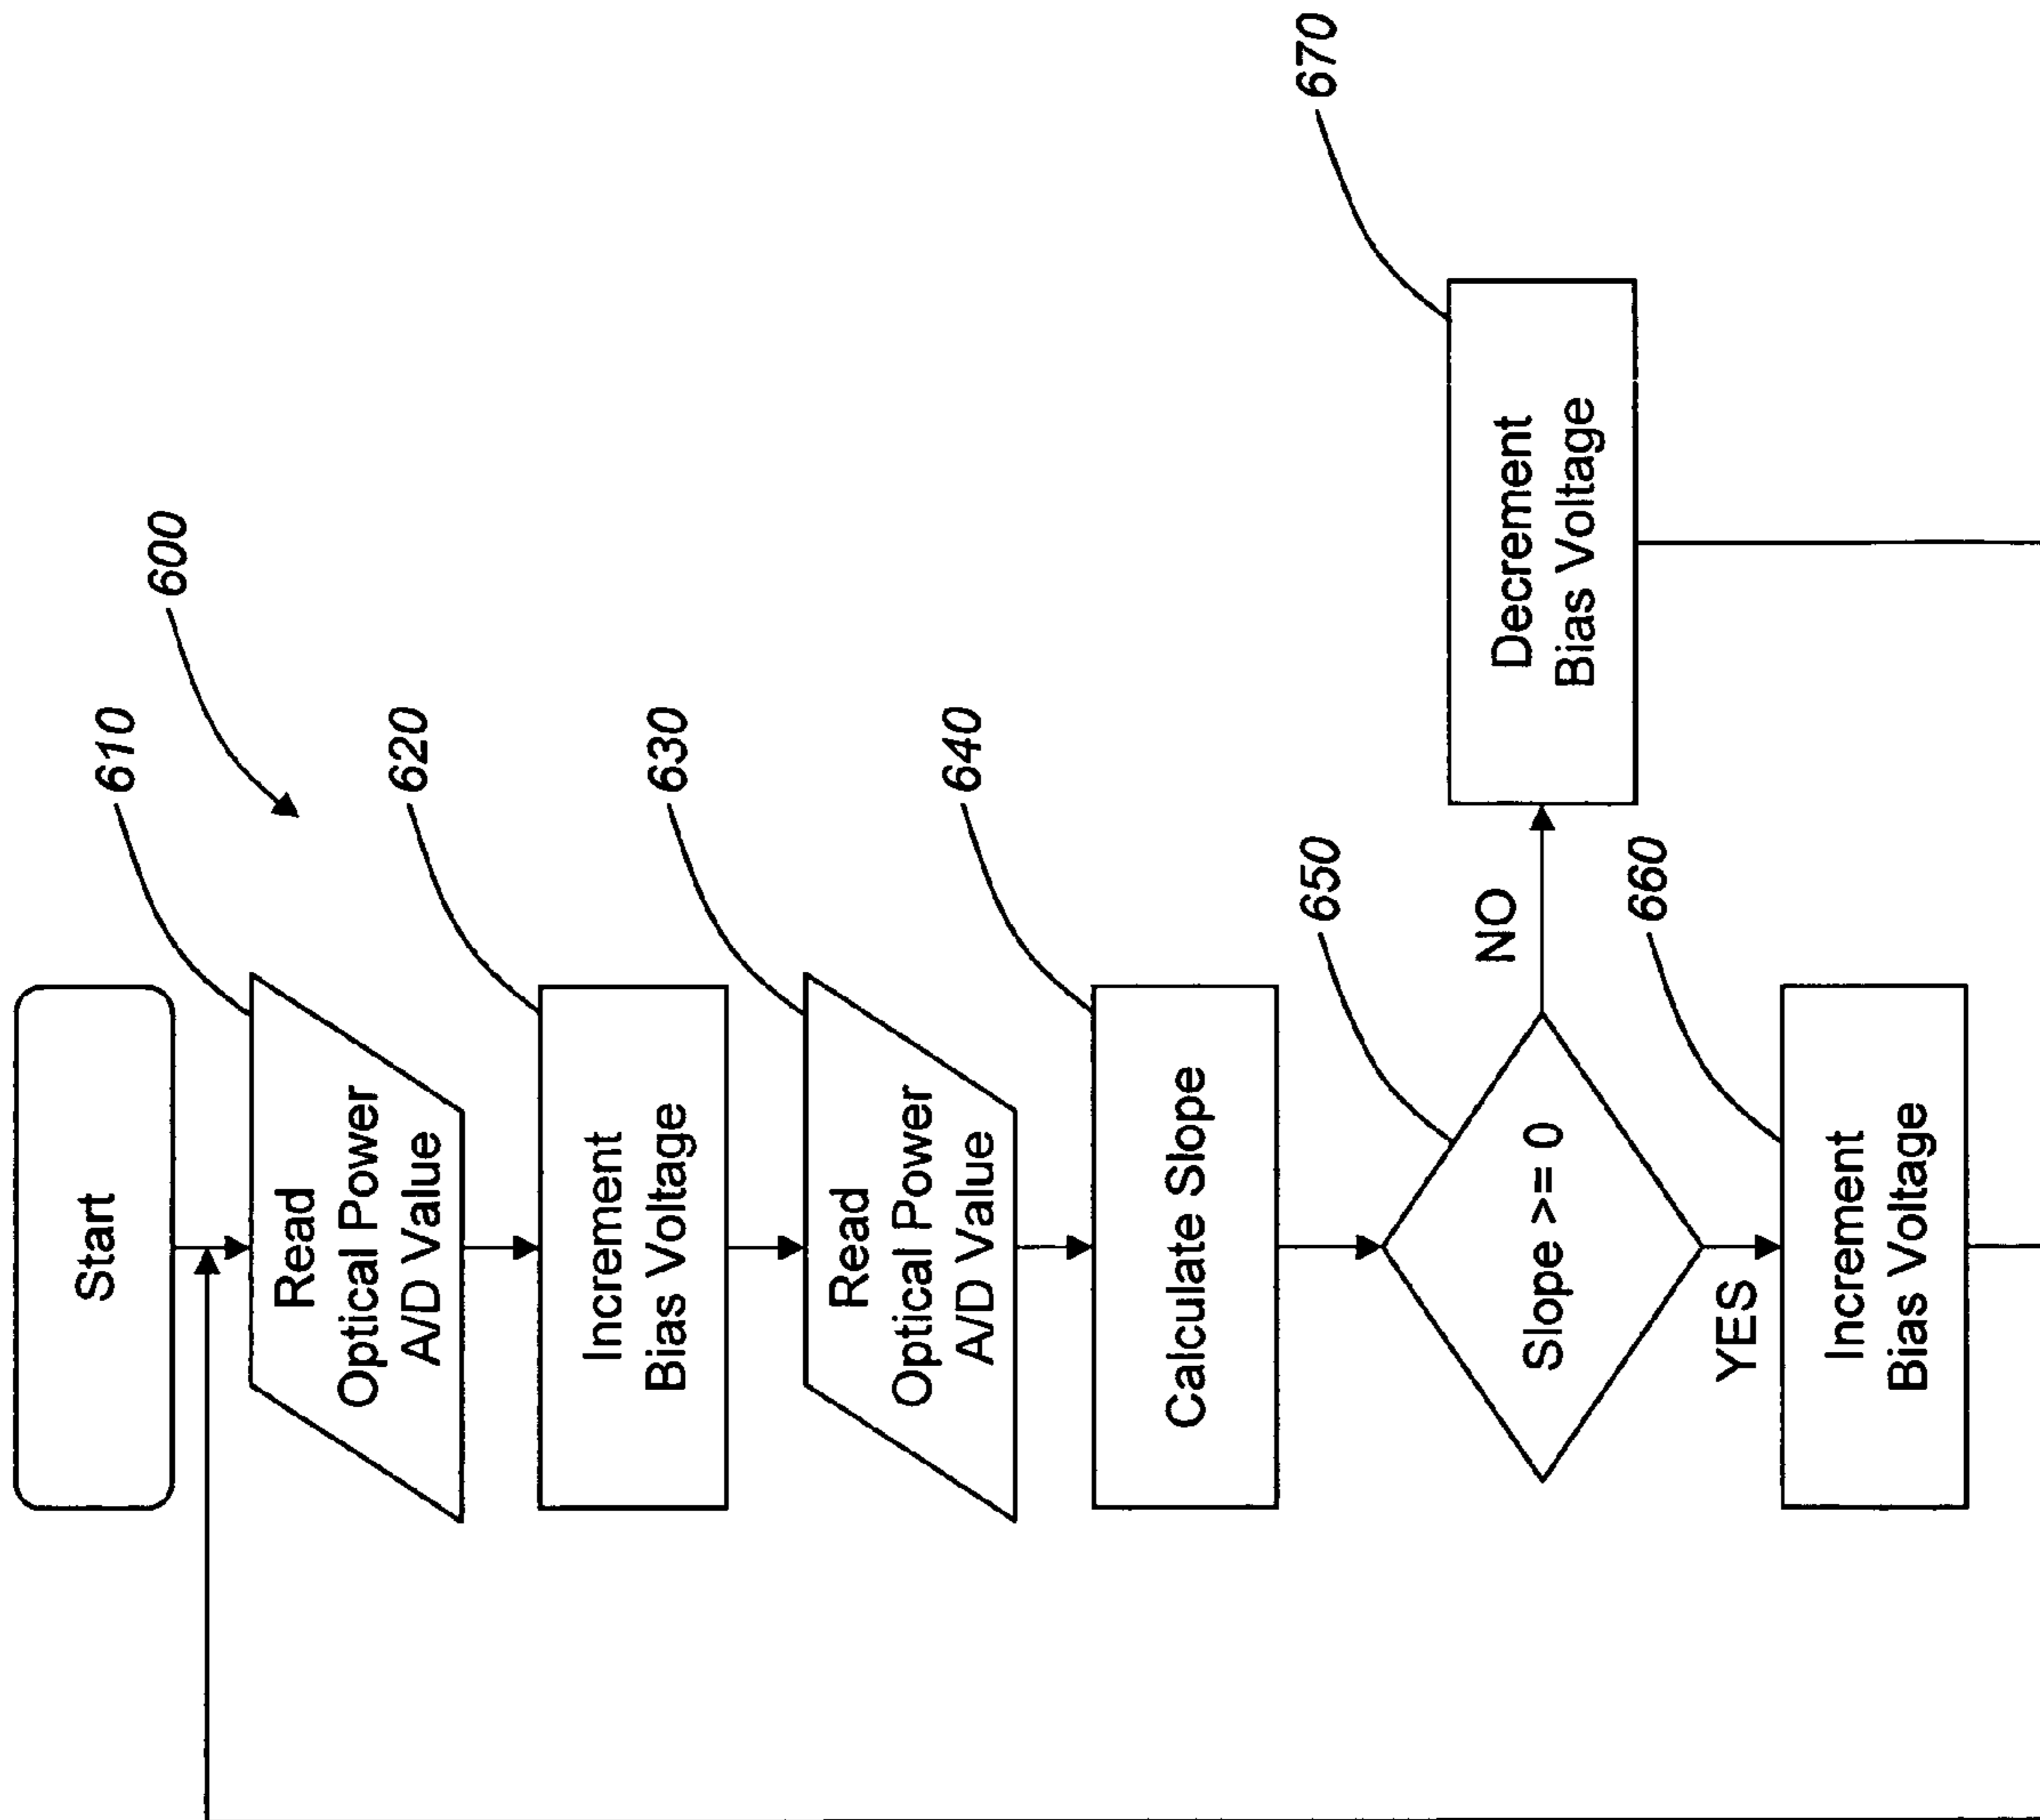 Start
600
610
Read
Optical Power
A/D Value
620
Increment
Bias Voltage
630
Read
Optical Power
A/D Value
640
Calculate Slope
650
Slope >= 0
NO
670
Decrement
Bias Voltage
YES
660
Increment
Bias Voltage